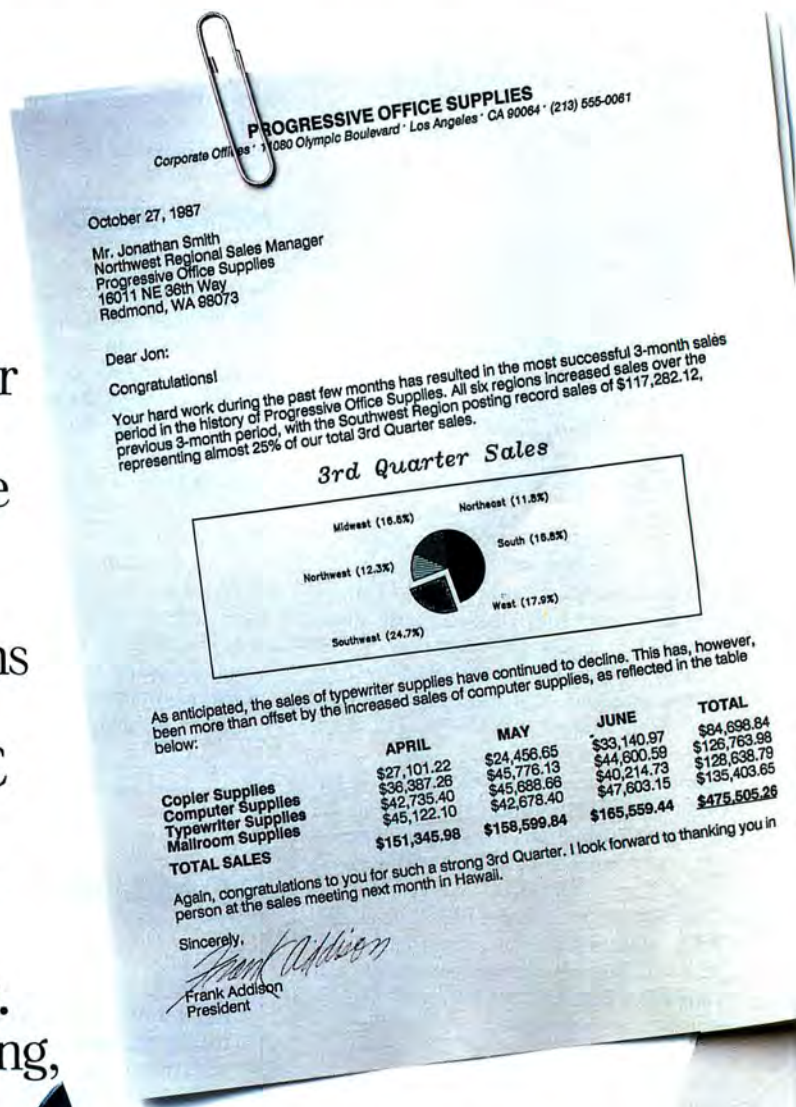 PROGRESSIVE OFFICE SUPPLIES
Corporate Offices · 11080 Olympic Boulevard · Los Angeles · CA 90064 · (213) 555-0061
October 27, 1987
Mr. Jonathan Smith
Northwest Regional Sales Manager
Progressive Office Supplies
16011 NE 36th Way
Redmond, WA 98073
Dear Jon:
Congratulations!
Your hard work during the past few months has resulted in the most successful 3-month sales
period in the history of Progressive Office Supplies. All six regions increased sales over the
previous 3-month period, with the Southwest Region posting record sales of $117,282.12,
representing almost 25% of our total 3rd Quarter sales.
3rd Quarter Sales
Midwest (16.6%) Northeast (11.8%)
Northwest (12.3%) South (16.8%)
Southwest (24.7%) West (17.9%)
As anticipated, the sales of typewriter supplies have continued to decline. This has, however,
been more than offset by the increased sales of computer supplies, as reflected in the table
below:
APRIL MAY JUNE TOTAL
Copier Supplies $27,101.22 $24,456.65 $33,140.97 $84,698.84
Computer Supplies $36,387.26 $45,776.13 $44,600.59 $126,763.98
Typewriter Supplies $42,735.40 $45,688.66 $40,214.73 $128,638.79
Mailroom Supplies $45,122.10 $42,678.40 $47,603.15 $135,403.65
TOTAL SALES $151,345.98 $158,599.84 $165,559.44 $475,505.26
Again, congratulations to you for such a strong 3rd Quarter. I look forward to thanking you in
person at the sales meeting next month in Hawaii.
Sincerely,
Frank Addison
Frank Addison
President